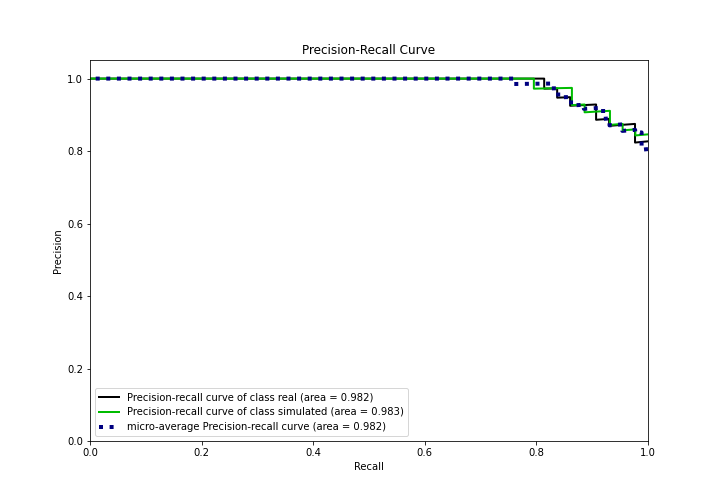 Precision-Recall Curve
1.0
0.8
0.6
0.4
0.2
0.0
Precision
Precision-recall curve of class real (area = 0.982)
Precision-recall curve of class simulated (area = 0.983)
micro-average Precision-recall curve (area = 0.982)
0.0 0.2 0.4 0.6 0.8 1.0
Recall